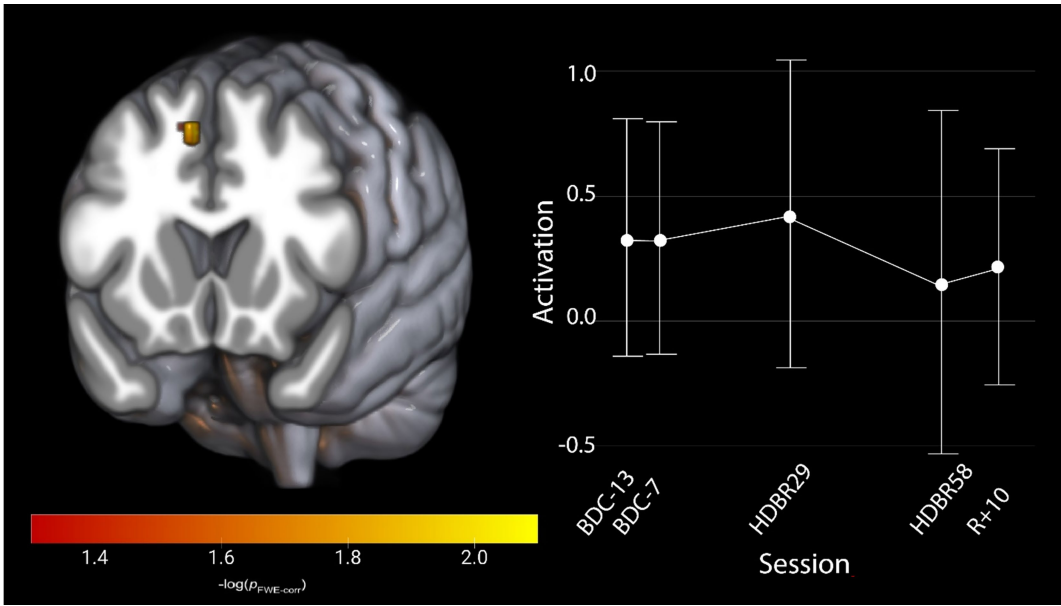 1.0
0.5
0.0
-0.5
Activation
BDC-13
BDC-7
HDBR29
HDBR58
R+10
Session
1.4
1.6
1.8
2.0
-log(pFWE-corr)